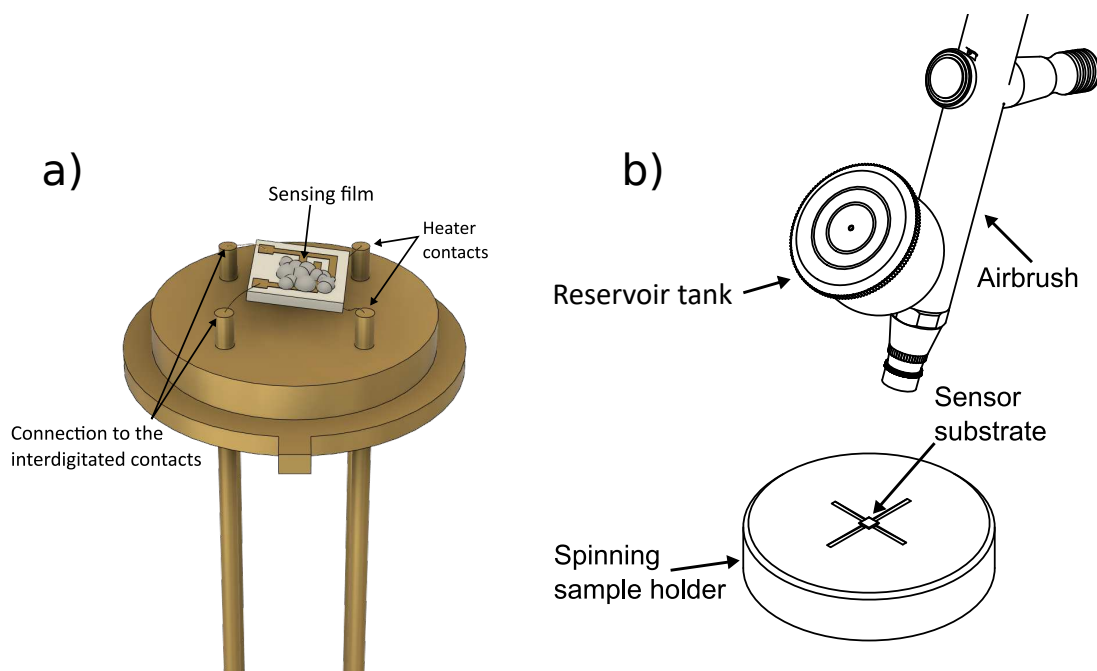 a)
Sensing film
Heater
contacts
Connection to the
interdigitated contacts
b)
Reservoir tank
Airbrush
Sensor
substrate
Spinning
sample holder